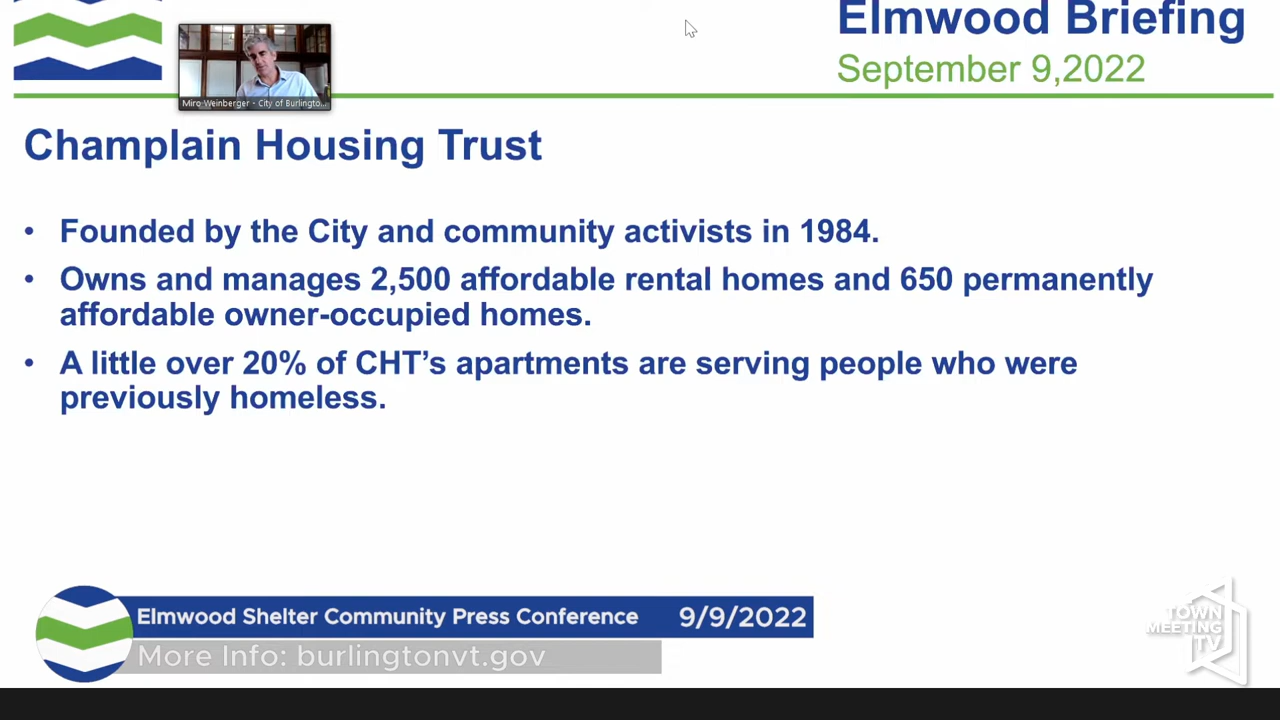 Elmwood Briefing
September 9,2022
Miro Weinberger - City of Burlingto...
Champlain Housing Trust
• Founded by the City and community activists in 1984.
• Owns and manages 2,500 affordable rental homes and 650 permanently
affordable owner-occupied homes.
• A little over 20% of CHT’s apartments are serving people who were
previously homeless.
Elmwood Shelter Community Press Conference 9/9/2022
More Info: burlingtonvt.gov
TOWN
MEETING
TV